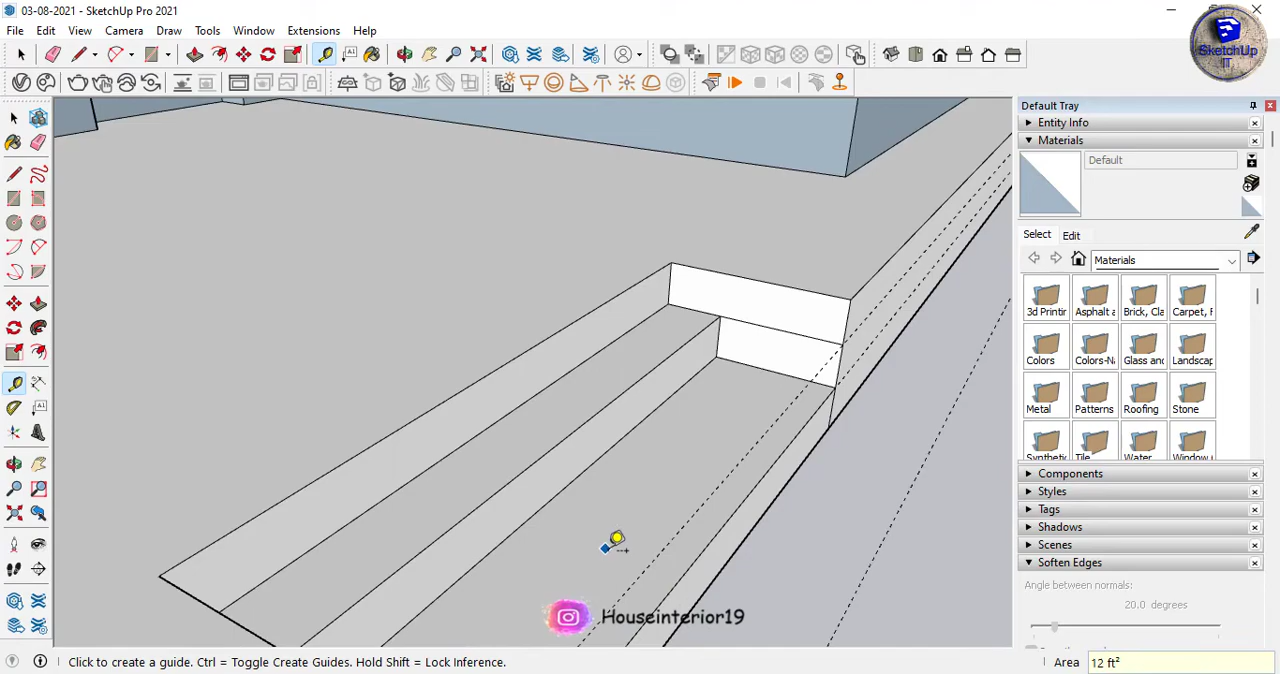 03-08-2021 - SketchUp Pro 2021
File Edit View Camera Draw Tools Window Extensions Help
SketchUp
IT
Default Tray
Entity Info
Materials
Default
Select Edit
Materials
3d Printir Asphalt a Brick, Cla Carpet, F
Colors Colors-Na Glass and Landscap
Metal Patterns Roofing Stone
Synthetic Tile Water Window
Components
Styles
Tags
Shadows
Scenes
Soften Edges
Angle between normals:
20.0 degrees
Houseinterior19
Click to create a guide. Ctrl = Toggle Create Guides. Hold Shift = Lock Inference.
Area 12 ft²